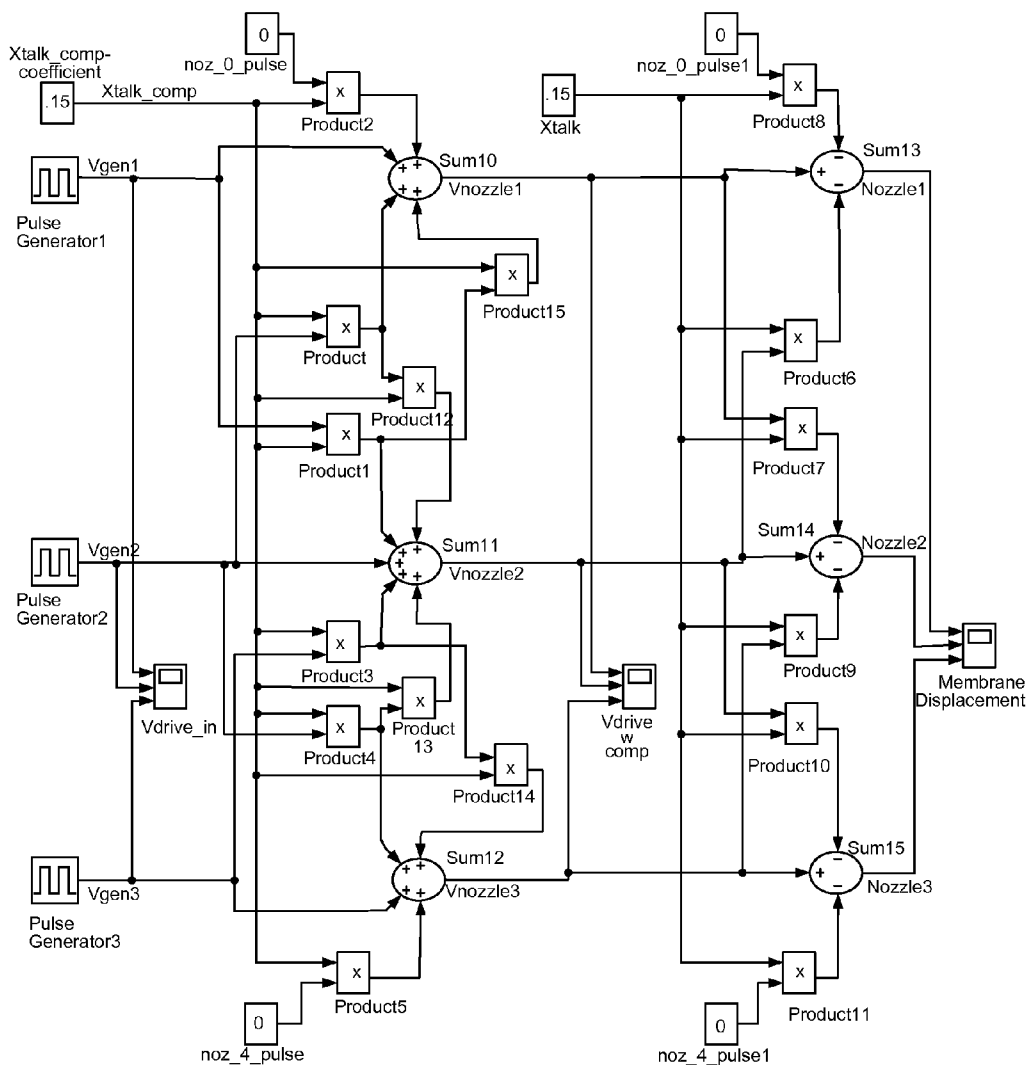 0
noz_0_pulse
Xtalk_comp-
coefficient
.15
Xtalk_comp
x
Product2
0
noz_0_pulse1
.15
Xtalk
x
Product8
Vgen1
Pulse
Generator1
+
+
+
+
+
Sum10
Vnozzle1
−
+
−
Sum13
Nozzle1
x
Product15
x
Product
x
Product12
x
Product1
x
Product6
x
Product7
Vgen2
Pulse
Generator2
+
+
+
+
+
Sum11
Vnozzle2
Sum14
−
+
−
Nozzle2
x
Product3
x
Product
13
x
Product4
x
Product14
Vdrive_in
Vdrive
w
comp
x
Product9
x
Product10
Membrane
Displacement
Vgen3
Pulse
Generator3
+
+
+
+
Sum12
Vnozzle3
Sum15
−
+
−
Nozzle3
x
Product5
0
noz_4_pulse
x
Product11
0
noz_4_pulse1